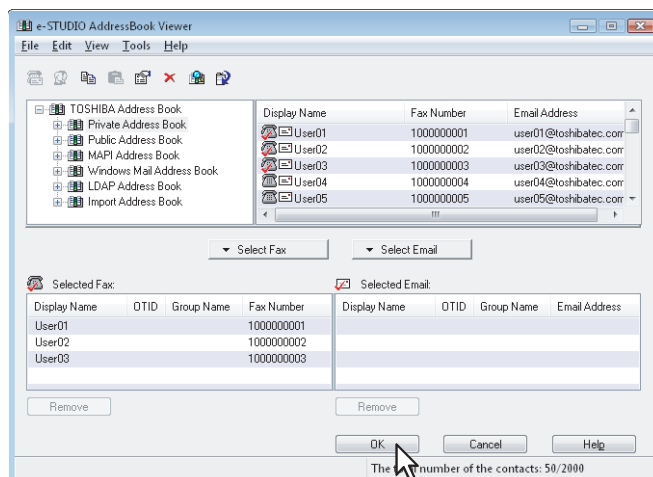 e-STUDIO AddressBook Viewer
File Edit View Tools Help
TOSHIBA Address Book
Private Address Book
Public Address Book
MAPI Address Book
Windows Mail Address Book
LDAP Address Book
Import Address Book
Display Name Fax Number Email Address
User01 1000000001 user01@toshibatec.com
User02 1000000002 user02@toshibatec.com
User03 1000000003 user03@toshibatec.com
User04 1000000004 user04@toshibatec.com
User05 1000000005 user05@toshibatec.com
Select Fax Select Email
Selected Fax:
Display Name OTID Group Name Fax Number
User01 1000000001
User02 1000000002
User03 1000000003
Remove
Selected Email:
Display Name OTID Group Name Email Address
Remove
OK Cancel Help
The number of the contacts: 50/2000